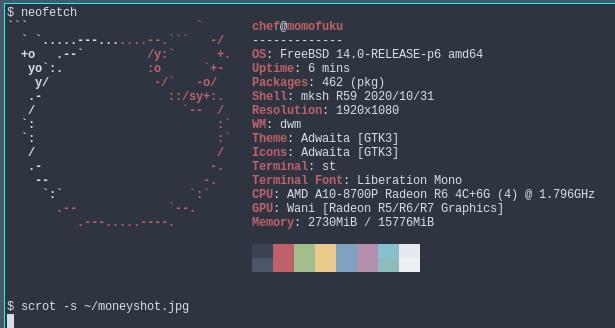 $ neofetch
```                        `
  ` `.....---.......--.```   -/
  +o   .--`         /y:`      +.
   yo`:.            :o      `+-
    y/               -/`   -o/
   .-                  ::/sy+:.
   /                     `--  /
  `:                          :`
  `:                          :`
   /                          /
   .-                        -.
    --                      -.
     `:`                  `:`
       .--             `--.
          .---.....----.
chef@momofuku
-------------
OS: FreeBSD 14.0-RELEASE-p6 amd64
Uptime: 6 mins
Packages: 462 (pkg)
Shell: mksh R59 2020/10/31
Resolution: 1920x1080
WM: dwm
Theme: Adwaita [GTK3]
Icons: Adwaita [GTK3]
Terminal: st
Terminal Font: Liberation Mono
CPU: AMD A10-8700P Radeon R6 4C+6G (4) @ 1.796GHz
GPU: Wani [Radeon R5/R6/R7 Graphics]
Memory: 2730MiB / 15776MiB
$ scrot -s ~/moneyshot.jpg